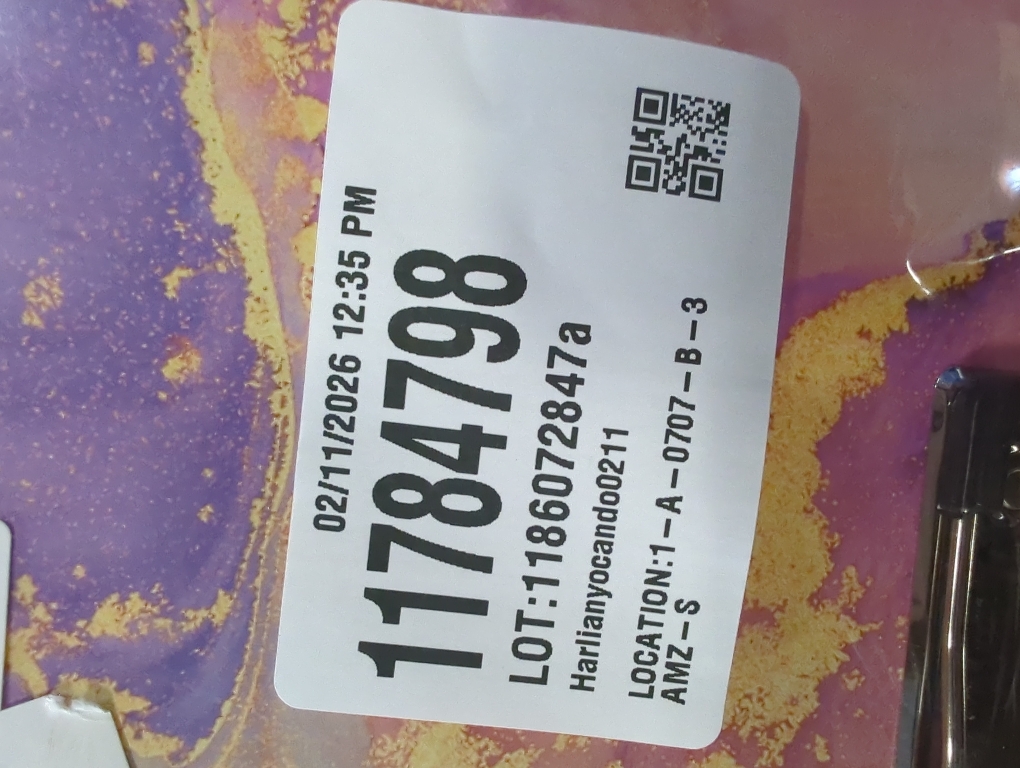 02/11/2026 12:35 PM
11784798
LOT:1186072847a
Harlianyocando0211
LOCATION:1-A-0707-B-3
AMZ-S